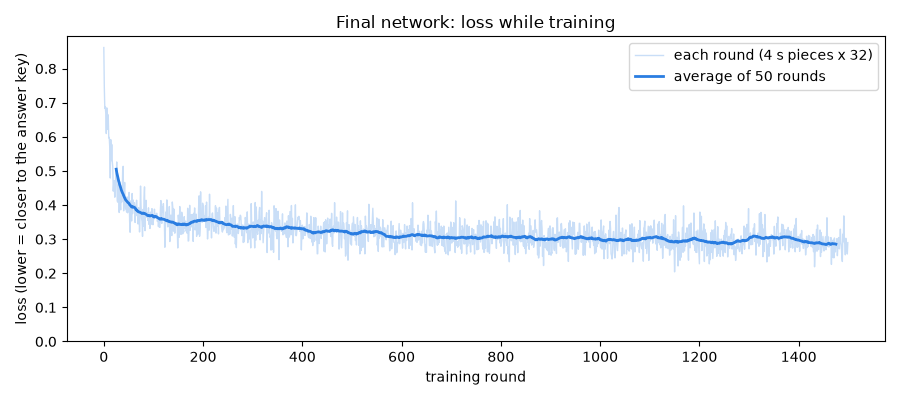 Final network: loss while training
each round (4 s pieces x 32)
average of 50 rounds
loss (lower = closer to the answer key)
0.8
0.7
0.6
0.5
0.4
0.3
0.2
0.1
0.0
0 200 400 600 800 1000 1200 1400
training round